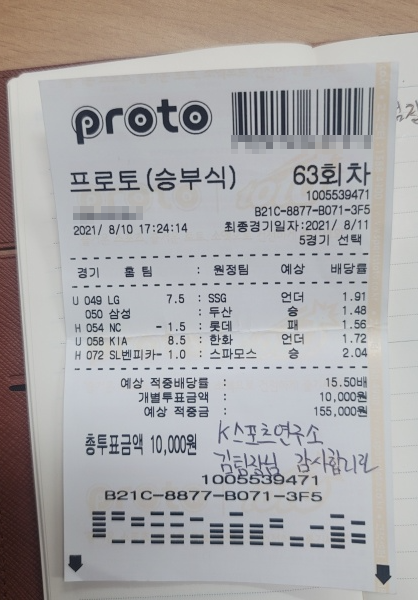 proto
프로토(승부식) 63회차
1005539471
B21C-8877-B071-3F5
2021/ 8/10 17:24:14 최종경기일자:2021/ 8/11
5경기 선택
경기 홈 팀 : 원정팀 예상 배당률
U 049 LG 7.5 : SSG 언더 1.91
050 삼성 : 두산 승 1.48
H 054 NC - 1.5 : 롯데 패 1.56
U 058 KIA 8.5 : 한화 언더 1.72
H 072 SL벤피카- 1.0 : 스파모스 승 2.04
예상 적중배당률 : 15.50배
개별투표금액 : 10,000원
예상 적중금 : 155,000원
총투표금액 10,000원
K스포츠연구소
김팀장님 감사합니다
1005539471
B21C-8877-B071-3F5